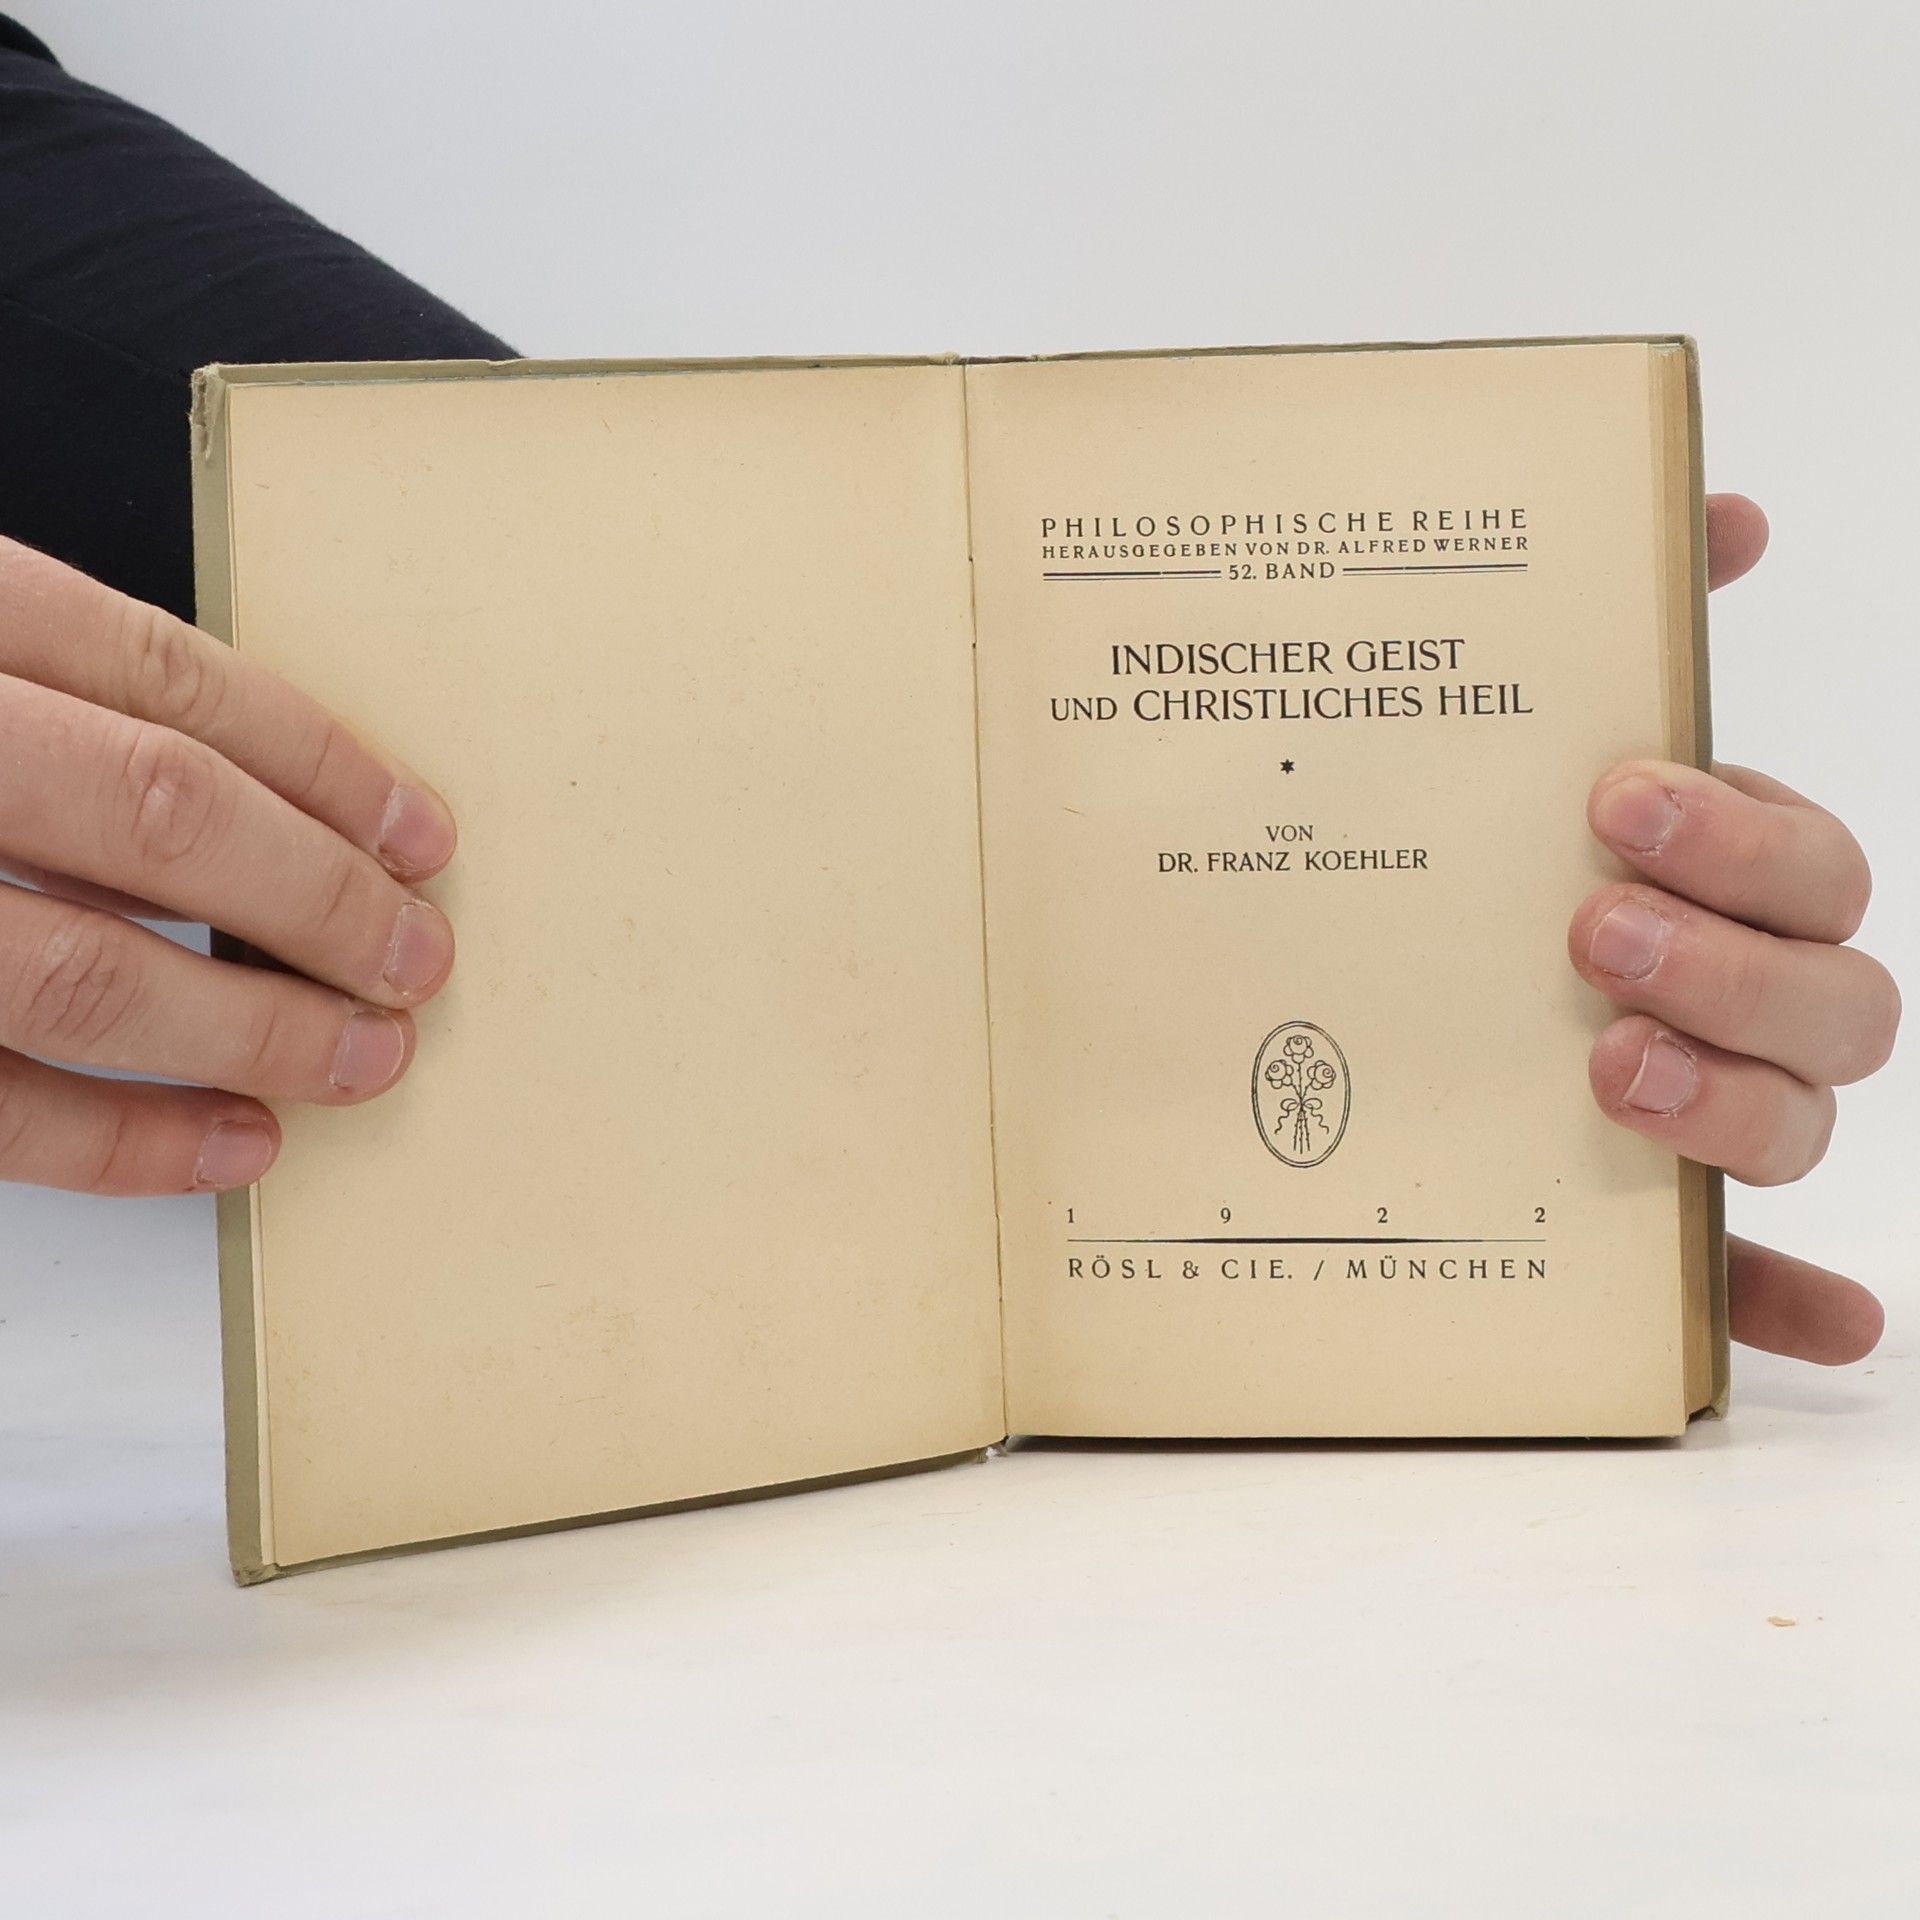 PHILOSOPHISCHE REIHE
HERAUSGEGEBEN VON DR. ALFRED WERNER
52. BAND
INDISCHER GEIST
UND CHRISTLICHES HEIL
VON
DR. FRANZ KOEHLER
1 9 2 2
RÖSL & CIE. / MÜNCHEN